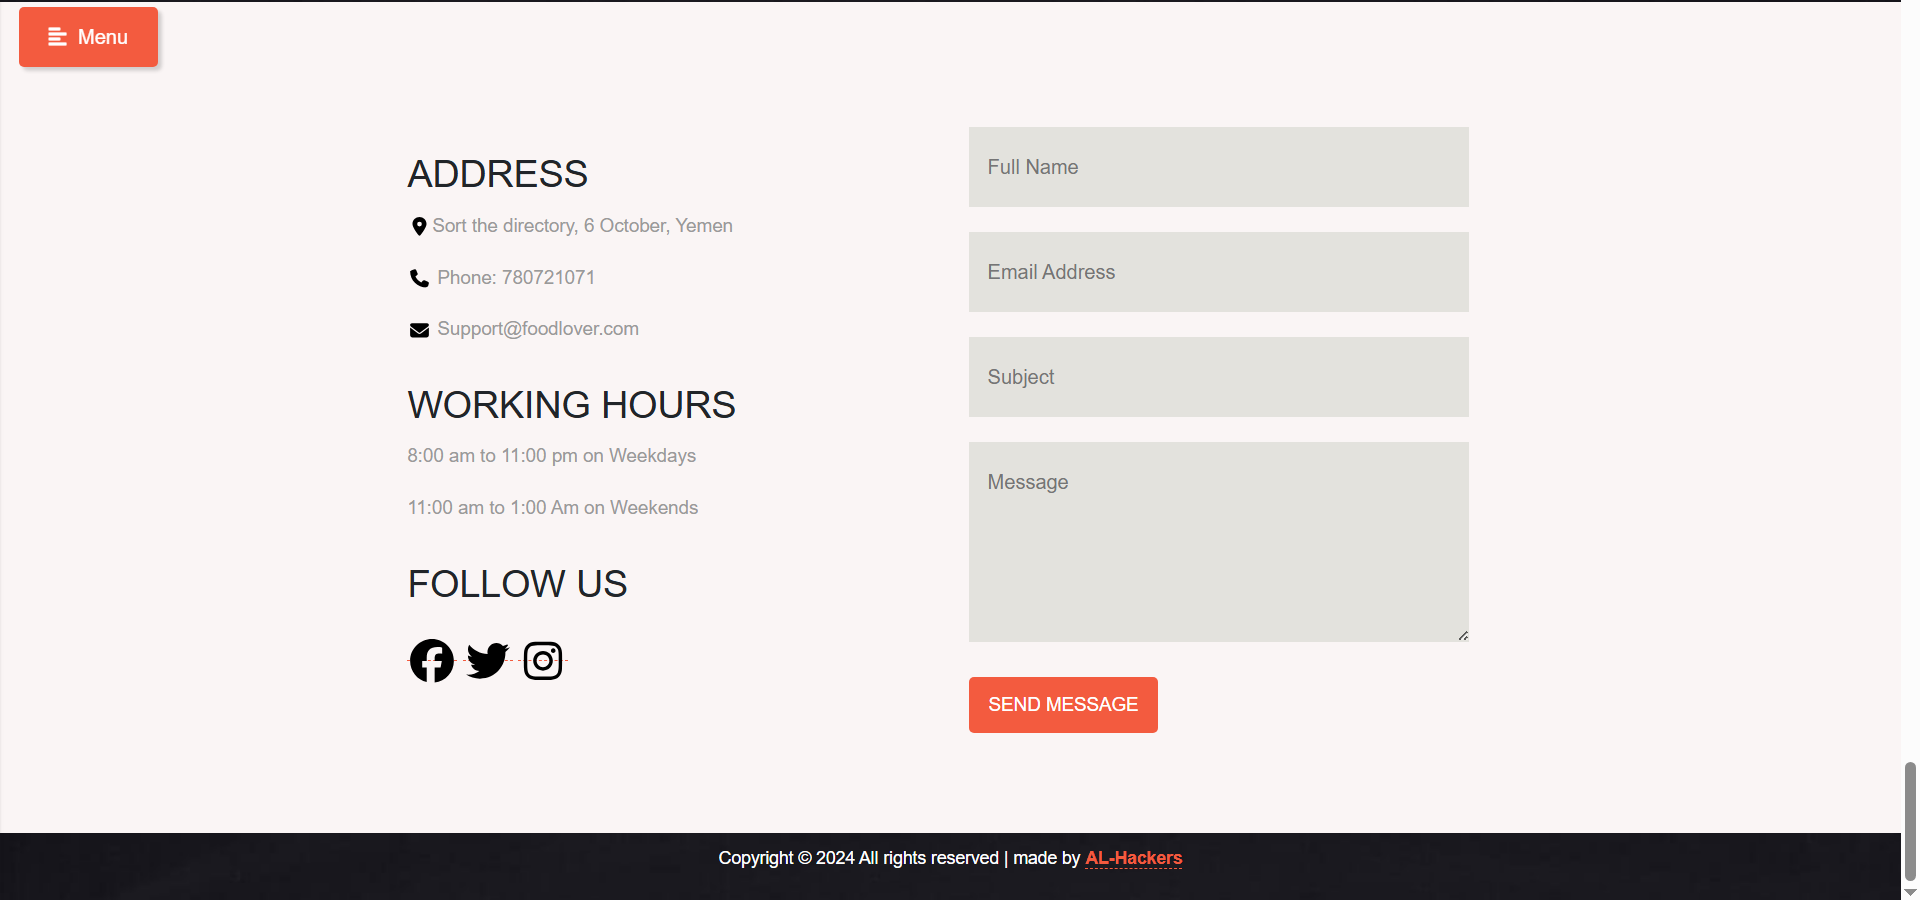 Menu
ADDRESS
Sort the directory, 6 October, Yemen
Phone: 780721071
Support@foodlover.com
WORKING HOURS
8:00 am to 11:00 pm on Weekdays
11:00 am to 1:00 Am on Weekends
FOLLOW US
Full Name
Email Address
Subject
Message
SEND MESSAGE
Copyright © 2024 All rights reserved | made by AL-Hackers